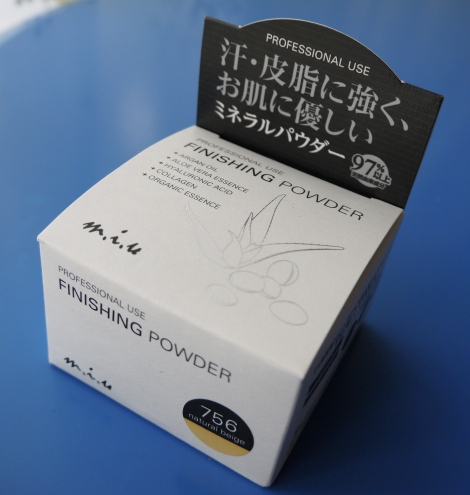 PROFESSIONAL USE
汗・皮脂に強く、
お肌に優しい
ミネラルパウダー
97%以上
PROFESSIONAL USE
FINISHING POWDER
• ARGAN OIL
• ALOE VERA ESSENCE
• HYALURONIC ACID
• COLLAGEN
• ORGANIC ESSENCE
m.i.u
PROFESSIONAL USE
FINISHING POWDER
m.i.u
756
natural beige